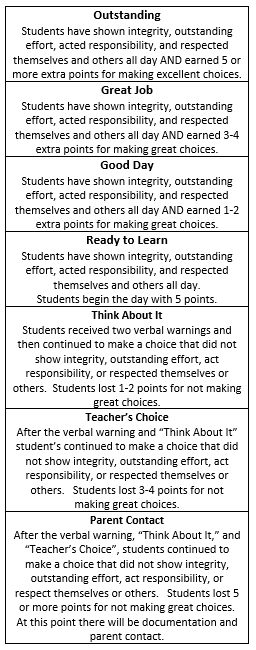 Outstanding
Students have shown integrity, outstanding
effort, acted responsibility, and respected
themselves and others all day AND earned 5 or
more extra points for making excellent choices.
Great Job
Students have shown integrity, outstanding
effort, acted responsibility, and respected
themselves and others all day AND earned 3-4
extra points for making great choices.
Good Day
Students have shown integrity, outstanding
effort, acted responsibility, and respected
themselves and others all day AND earned 1-2
extra points for making great choices.
Ready to Learn
Students have shown integrity, outstanding
effort, acted responsibility, and respected
themselves and others all day.
Students begin the day with 5 points.
Think About It
Students received two verbal warnings and
then continued to make a choice that did not
show integrity, outstanding effort, act
responsibility, or respected themselves or
others.  Students lost 1-2 points for not making
great choices.
Teacher’s Choice
After the verbal warning and “Think About It”
student’s continued to make a choice that did
not show integrity, outstanding effort, act
responsibility, or respected themselves or
others.   Students lost 3-4 points for not
making great choices.
Parent Contact
After the verbal warning, “Think About It,” and
“Teacher’s Choice”, students continued to
make a choice that did not show integrity,
outstanding effort, act responsibility, or
respect themselves or others.   Students lost 5
or more points for not making great choices.
At this point there will be documentation and
parent contact.